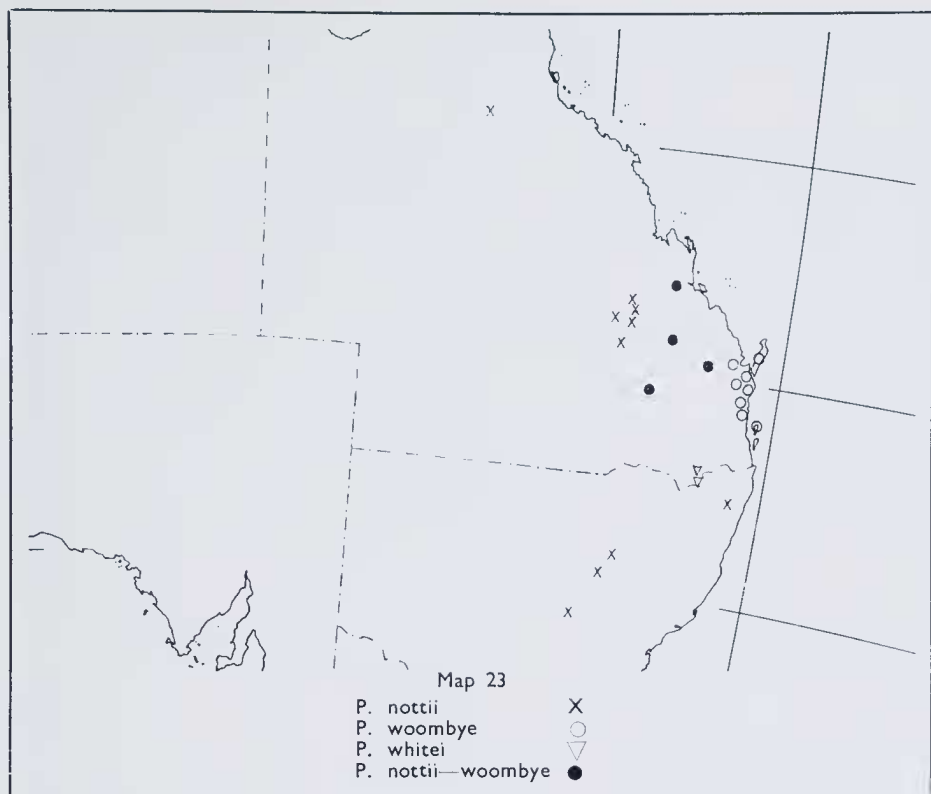 Map 23
P. nottii X
P. woombye
P. whitei
P. nottii—woombye